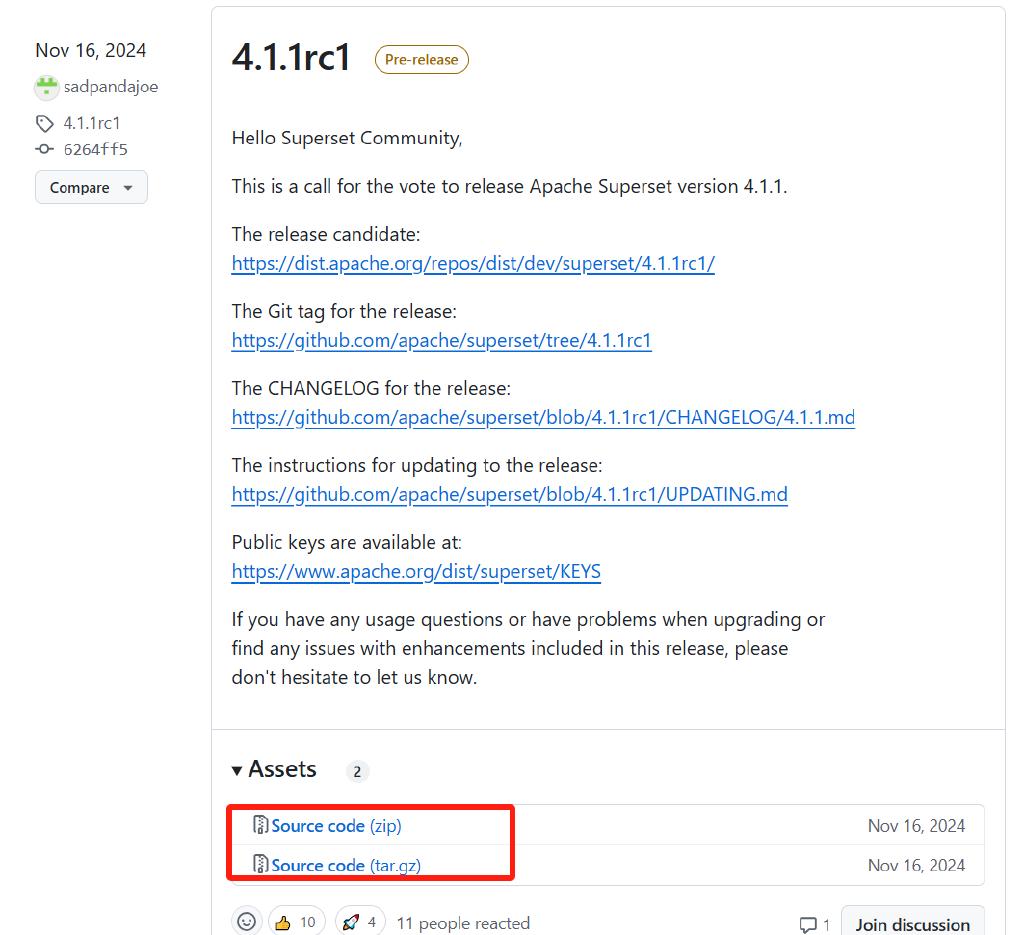 Nov 16, 2024
sadpandajoe
4.1.1rc1
6264ff5
Compare
4.1.1rc1 Pre-release
Hello Superset Community,
This is a call for the vote to release Apache Superset version 4.1.1.
The release candidate:
https://dist.apache.org/repos/dist/dev/superset/4.1.1rc1/
The Git tag for the release:
https://github.com/apache/superset/tree/4.1.1rc1
The CHANGELOG for the release:
https://github.com/apache/superset/blob/4.1.1rc1/CHANGELOG/4.1.1.md
The instructions for updating to the release:
https://github.com/apache/superset/blob/4.1.1rc1/UPDATING.md
Public keys are available at:
https://www.apache.org/dist/superset/KEYS
If you have any usage questions or have problems when upgrading or
find any issues with enhancements included in this release, please
don't hesitate to let us know.
Assets 2
Source code (zip) Nov 16, 2024
Source code (tar.gz) Nov 16, 2024
10 4 11 people reacted 1 Join discussion